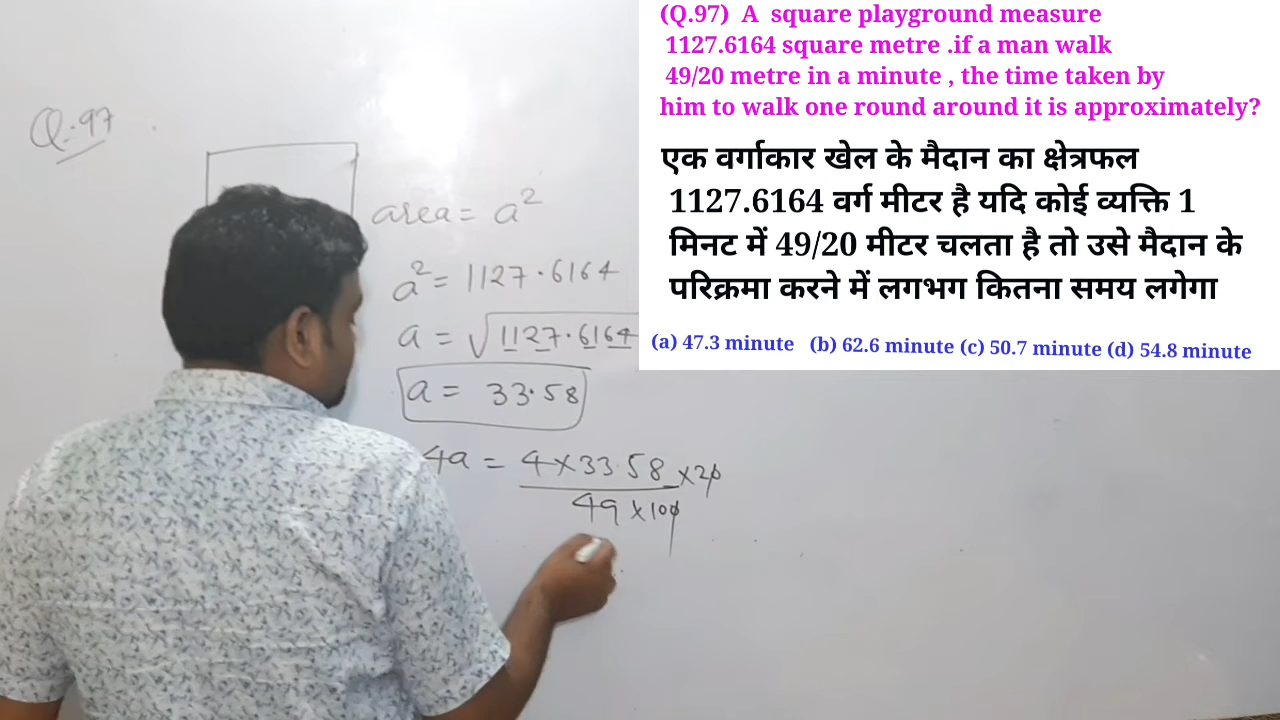 (Q.97) A square playground measure
1127.6164 square metre .if a man walk
49/20 metre in a minute , the time taken by
him to walk one round around it is approximately?
एक वर्गाकार खेल के मैदान का क्षेत्रफल
1127.6164 वर्ग मीटर है यदि कोई व्यक्ति 1
मिनट में 49/20 मीटर चलता है तो उसे मैदान के
परिक्रमा करने में लगभग कितना समय लगेगा
(a) 47.3 minute (b) 62.6 minute (c) 50.7 minute (d) 54.8 minute
Q.97
area = a²
a² = 1127.6164
a = √1127.6164
a = 33.58
4a = 4×33.58 ×20
49 ×100